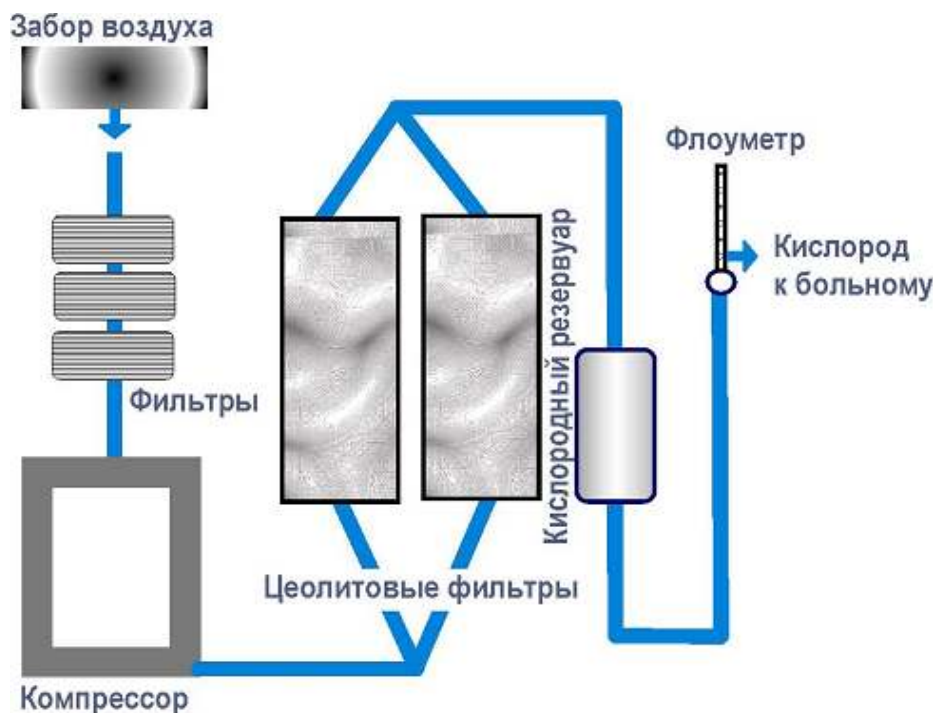 Забор воздуха
Флоуметр
Кислород
к больному
Кислородный резервуар
Фильтры
Цеолитовые фильтры
Компрессор